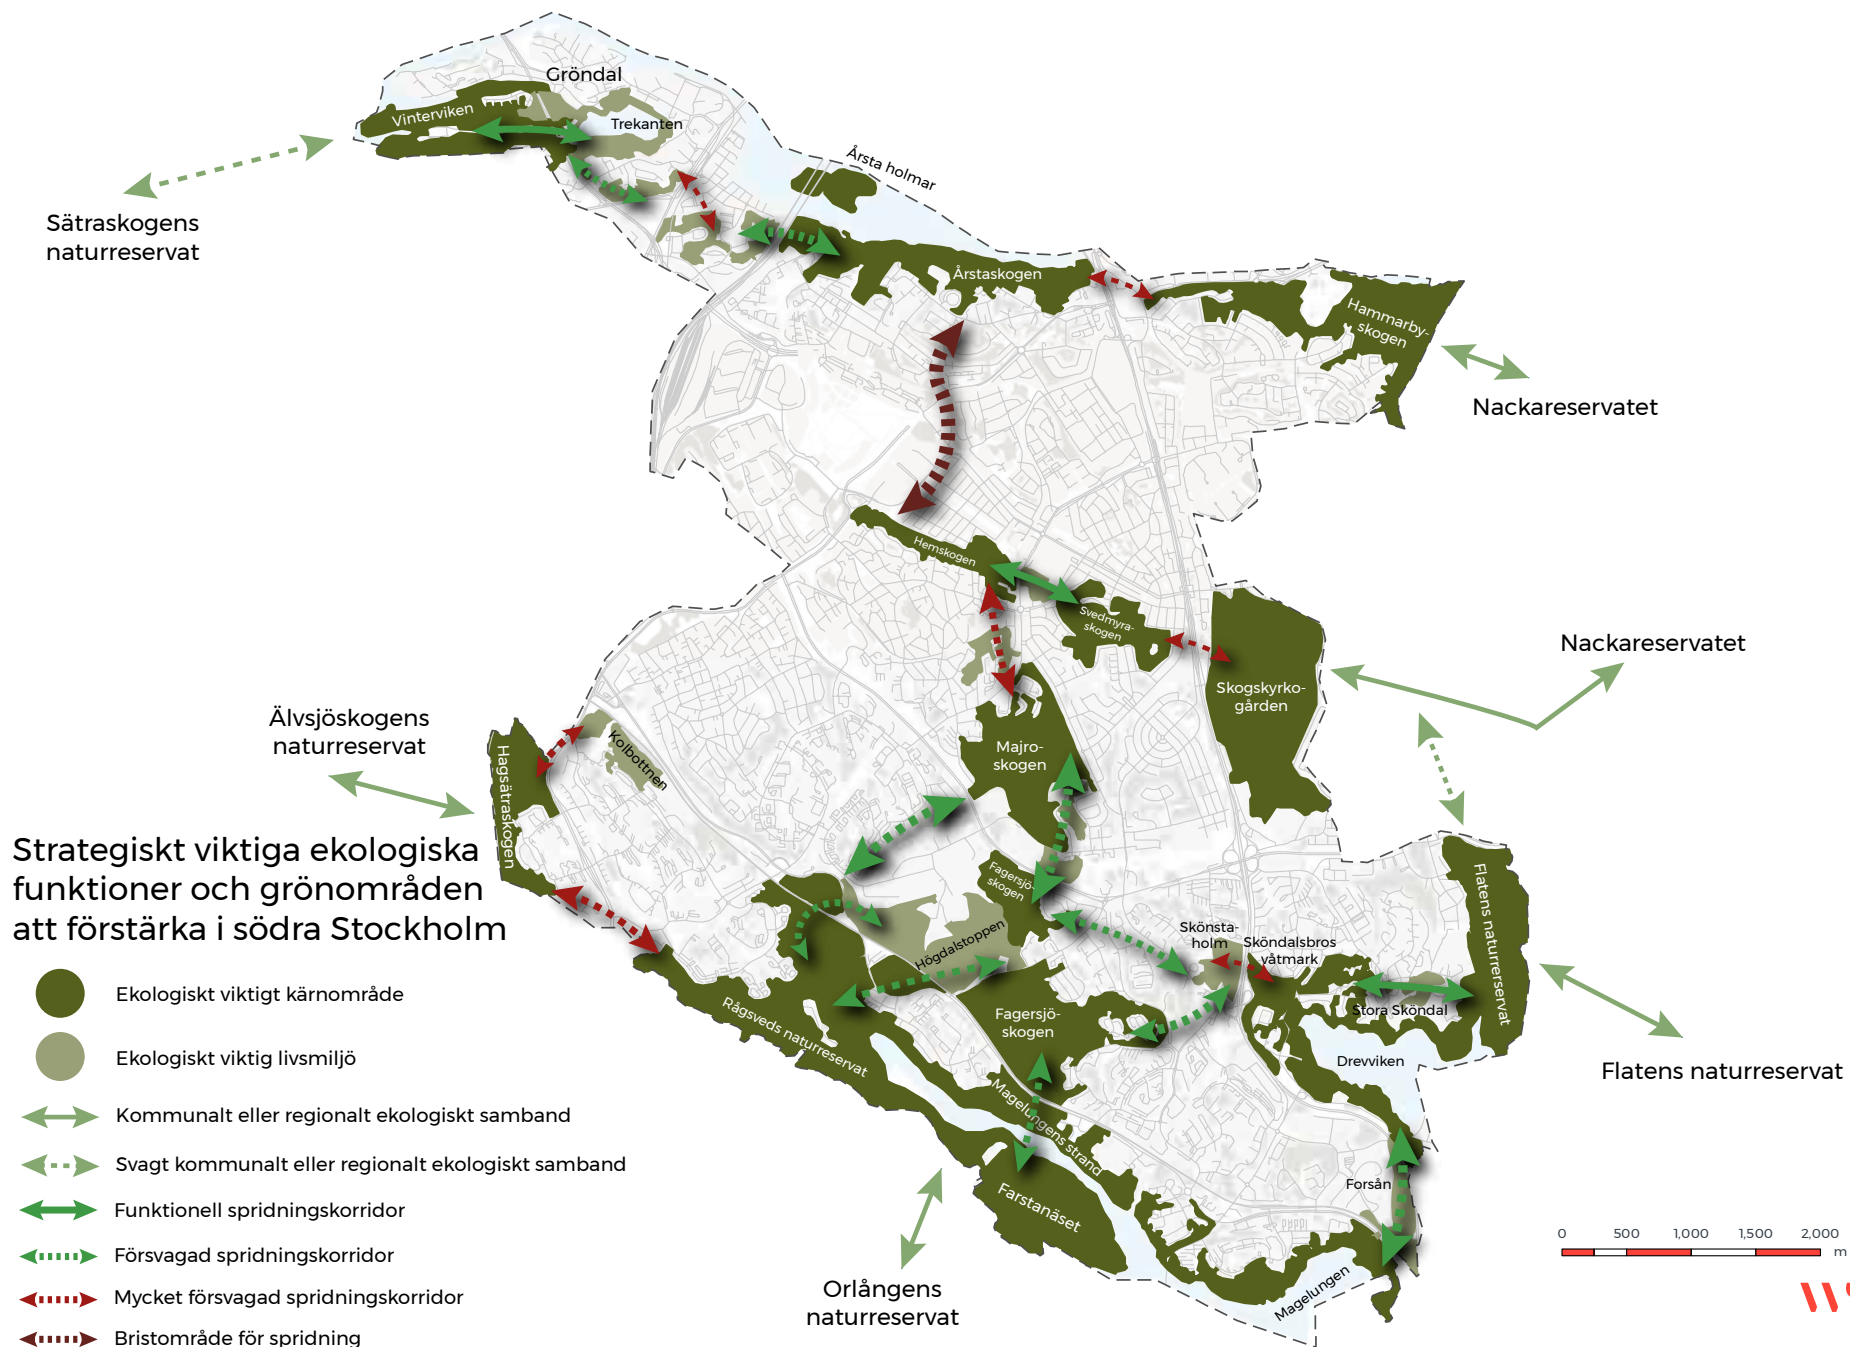 Gröndal
Vinterviken
Trekanten
Årsta holmar
Sätraskogens
naturreservat
Årstaskogen
Hammarby-
skogen
Nackareservatet
Hemskogen
Svedmyra-
skogen
Nackareservatet
Skogskyrko-
gården
Älvsjöskogens
naturreservat
Kolbottnen
Majro-
skogen
Hagsätraskogen
Strategiskt viktiga ekologiska
funktioner och grönområden
att förstärka i södra Stockholm
Fagersjö-
skogen
Flatens naturrerservat
Högdalstoppen
Skönsta-
holm
Sköndalsbros
våtmark
Ekologiskt viktigt kärnområde
Rågsveds naturreservat
Fagersjö-
skogen
Stora Sköndal
Ekologiskt viktig livsmiljö
Drevviken
Flatens naturreservat
Magelungens strand
Kommunalt eller regionalt ekologiskt samband
Svagt kommunalt eller regionalt ekologiskt samband
Farstanäset
Forsån
Funktionell spridningskorridor
Försvagad spridningskorridor
0 500 1,000 1,500 2,000
m
Orlångens
naturreservat
Magelungen
Mycket försvagad spridningskorridor
Bristområde för spridning